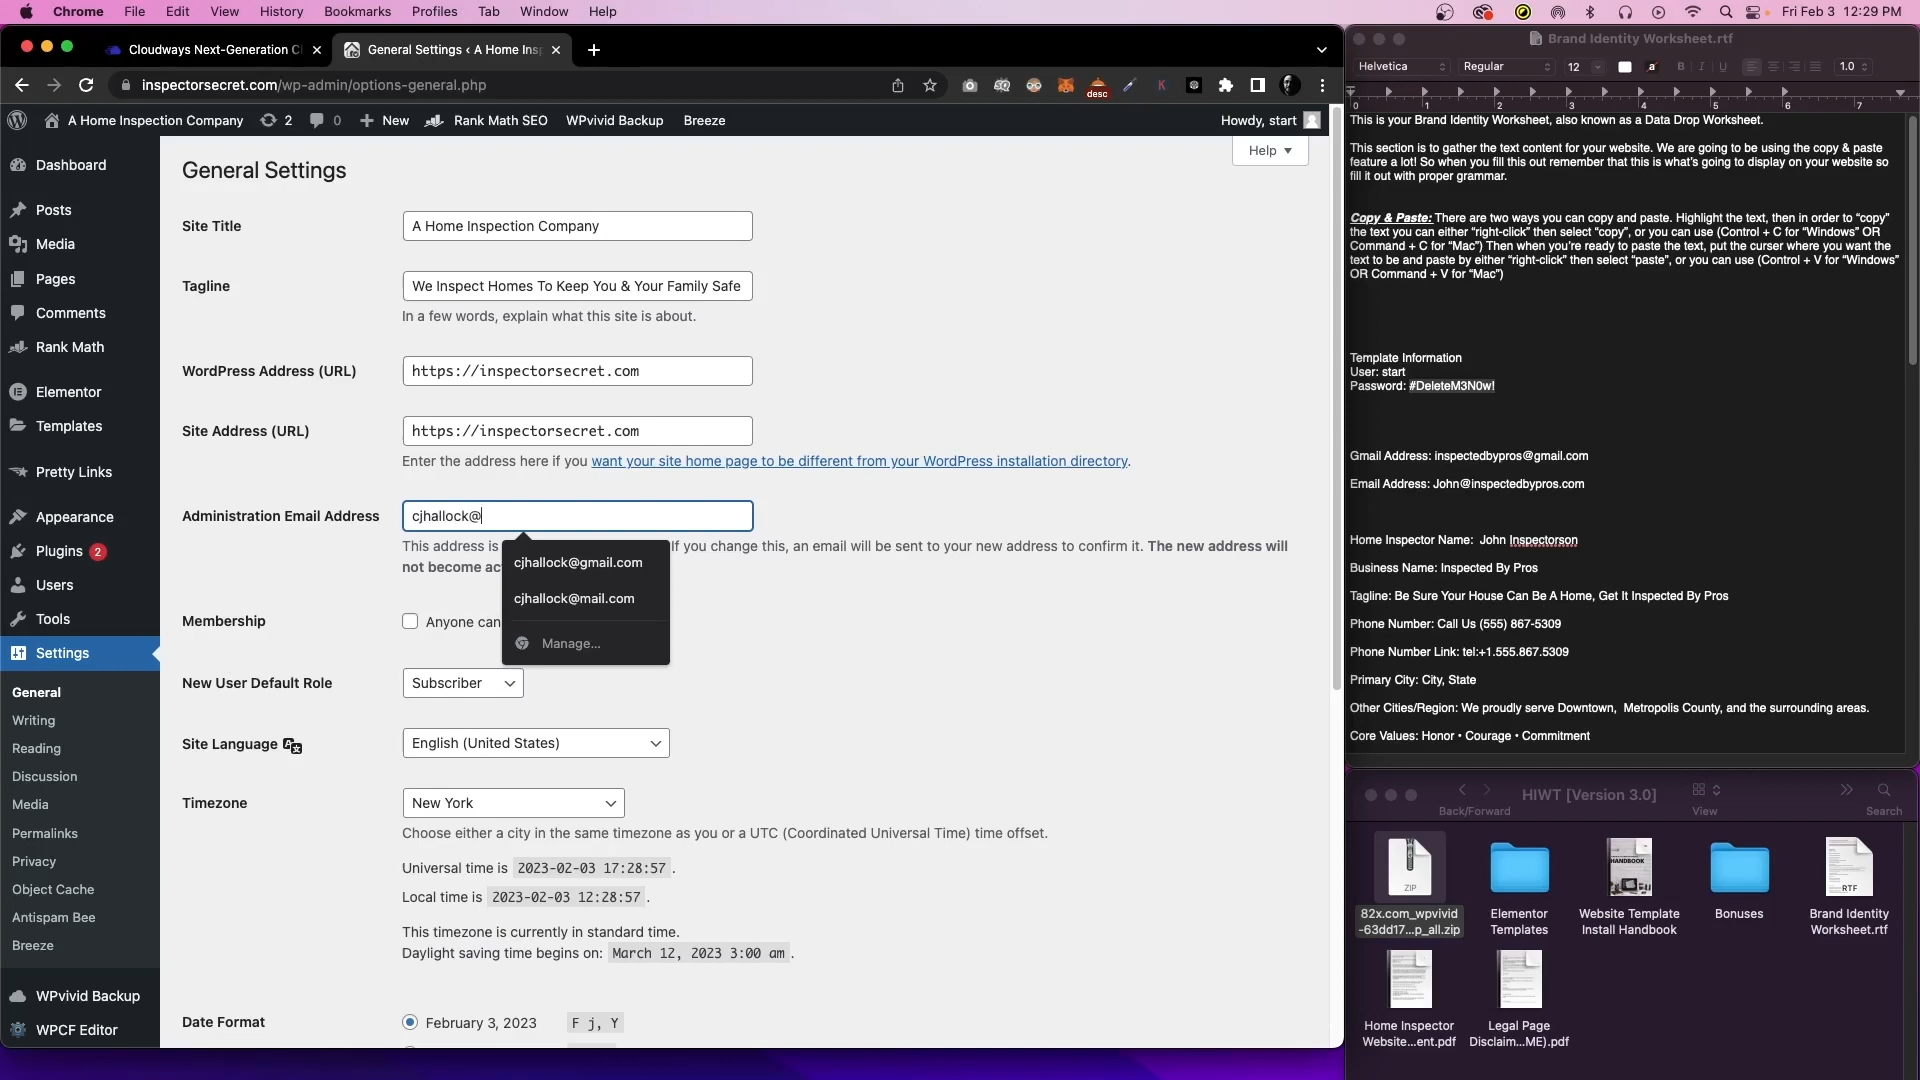 Chrome File Edit View History Bookmarks Profiles Tab Window Help
Fri Feb 3 12:29 PM
Cloudways Next-Generation C
General Settings ‹ A Home Insp
inspectorsecret.com/wp-admin/options-general.php
desc
A Home Inspection Company 2 0 New Rank Math SEO WPvivid Backup Breeze
Howdy, start
Help
Dashboard
Posts
Media
Pages
Comments
Rank Math
Elementor
Templates
Pretty Links
Appearance
Plugins 2
Users
Tools
Settings
General
Writing
Reading
Discussion
Media
Permalinks
Privacy
Object Cache
Antispam Bee
Breeze
WPvivid Backup
WPCF Editor
General Settings
Site Title
A Home Inspection Company
Tagline
We Inspect Homes To Keep You & Your Family Safe
In a few words, explain what this site is about.
WordPress Address (URL)
https://inspectorsecret.com
Site Address (URL)
https://inspectorsecret.com
Enter the address here if you want your site home page to be different from your WordPress installation directory.
Administration Email Address
cjhallock@
This address is
If you change this, an email will be sent to your new address to confirm it. The new address will
not become ac
cjhallock@gmail.com
cjhallock@mail.com
Manage...
Membership
Anyone can
New User Default Role
Subscriber
Site Language
English (United States)
Timezone
New York
Choose either a city in the same timezone as you or a UTC (Coordinated Universal Time) time offset.
Universal time is 2023-02-03 17:28:57 .
Local time is 2023-02-03 12:28:57 .
This timezone is currently in standard time.
Daylight saving time begins on: March 12, 2023 3:00 am .
Date Format
February 3, 2023 F j, Y
Brand Identity Worksheet.rtf
Helvetica Regular 12 a B I U 1.0
0 1 2 3 4 5 6 7
This is your Brand Identity Worksheet, also known as a Data Drop Worksheet.
This section is to gather the text content for your website. We are going to be using the copy & paste
feature a lot! So when you fill this out remember that this is what’s going to display on your website so
fill it out with proper grammar.
Copy & Paste: There are two ways you can copy and paste. Highlight the text, then in order to “copy”
the text you can either “right-click” then select “copy”, or you can use (Control + C for “Windows” OR
Command + C for “Mac”) Then when you’re ready to paste the text, put the curser where you want the
text to be and paste by either “right-click” then select “paste”, or you can use (Control + V for “Windows”
OR Command + V for “Mac”)
Template Information
User: start
Password: #DeleteM3N0w!
Gmail Address: inspectedbypros@gmail.com
Email Address: John@inspectedbypros.com
Home Inspector Name: John Inspectorson
Business Name: Inspected By Pros
Tagline: Be Sure Your House Can Be A Home, Get It Inspected By Pros
Phone Number: Call Us (555) 867-5309
Phone Number Link: tel:+1.555.867.5309
Primary City: City, State
Other Cities/Region: We proudly serve Downtown, Metropolis County, and the surrounding areas.
Core Values: Honor • Courage • Commitment
HIWT [Version 3.0]
Back/Forward View Search
ZIP
HANDBOOK
RTF
82x.com_wpvivid
-63dd17...p_all.zip
Elementor
Templates
Website Template
Install Handbook
Bonuses
Brand Identity
Worksheet.rtf
Home Inspector
Website...ent.pdf
Legal Page
Disclaim...ME).pdf